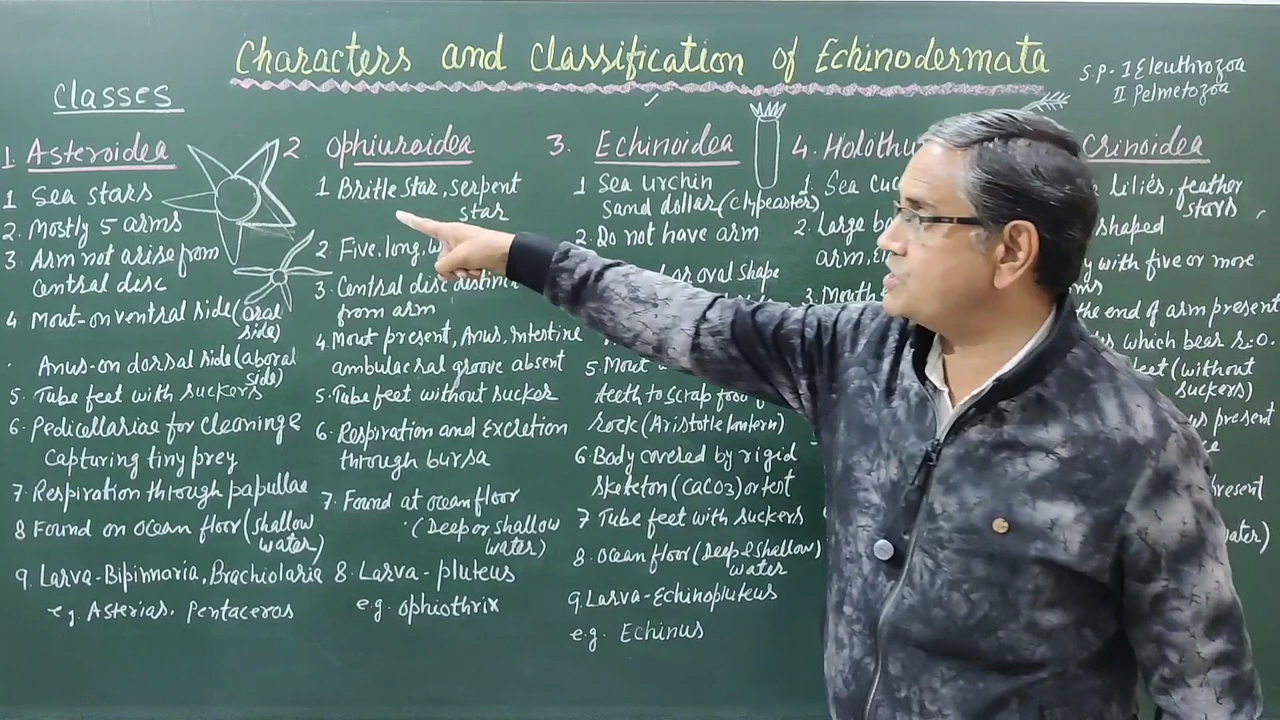 Characters and classification of Echinodermata
S.P- I Eleuthrozoa
II Pelmetozoa
Classes
1. Asteroidea
1 Sea stars
2. Mostly 5 arms
3 Arm not arise from
Central disc
4 Mout-on ventral side (oral
side)
Anus-on dorsal side (aboral
side)
5. Tube feet with suckers
6. Pedicellariae for cleaning &
Capturing tiny prey
7. Respiration through papullae
8 Found on ocean floor (shallow
water)
9. Larva-Bipinnaria, Brachiolaria
e.g. Asterias. Pentaceros
2. Ophiuroidea
1 Britle star, serpent
star
2. Five. long,
3. Central disc
from arm
4. Mout present, Anus, Intestine
ambulacral groove absent
5. Tube feet without sucker
6. Respiration and Excretion
through bursa
7. Found at ocean floor
(Deep or shallow
water)
8. Larva-pluteus
e.g. Ophiothrix
3. Echinoidea
1 Sea urchin
Sand dollar (clypeaster)
2. Do not have arm
or oval shape
5. Mout
teeth to scrap food
rock (Aristotle lantern)
6. Body covered by rigid
Skeleton (CaCO3) or test
7 Tube feet with suckers
8. Ocean floor (Deep & shallow)
water
9. Larva-Echinopluteus
e.g. Echinus
4. Holothu
1. Sea cuc
2. Large b
arm,
3. Mouth
Crinoidea
Lilies, feather
stars
shaped
with five or more
the end of arm present
which bear
(without
suckers)
present
present